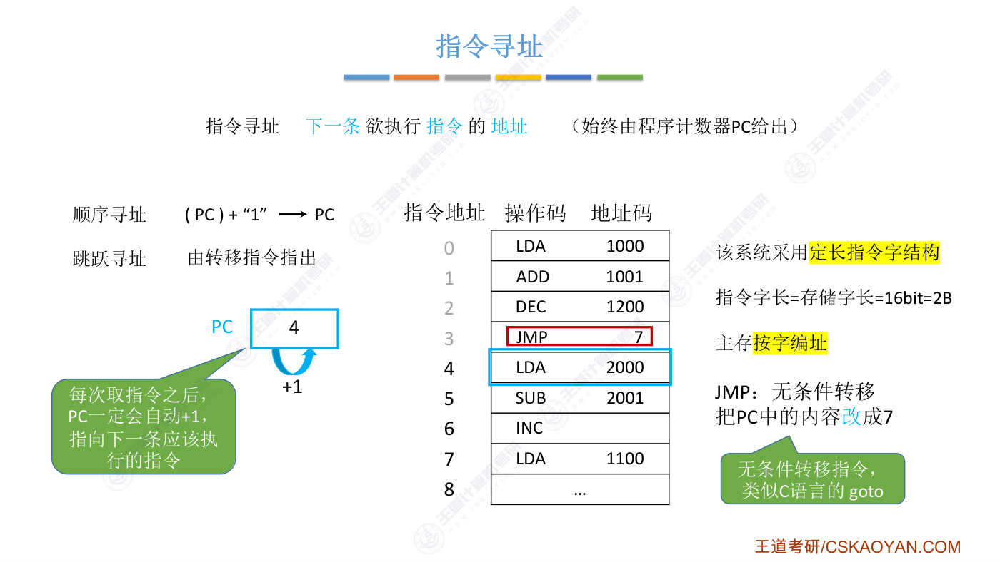 指令寻址
指令寻址 下一条 欲执行 指令 的 地址 （始终由程序计数器PC给出）
顺序寻址 ( PC ) + “1” PC
跳跃寻址 由转移指令指出
PC 4
+1
每次取指令之后，
PC一定会自动+1，
指向下一条应该执
行的指令
指令地址 操作码 地址码
0 LDA 1000
1 ADD 1001
2 DEC 1200
3 JMP 7
4 LDA 2000
5 SUB 2001
6 INC
7 LDA 1100
8 …
该系统采用定长指令字结构
指令字长=存储字长=16bit=2B
主存按字编址
JMP：无条件转移
把PC中的内容改成7
无条件转移指令，
类似C语言的 goto
王道考研/CSKAOYAN.COM
王道计算机考研